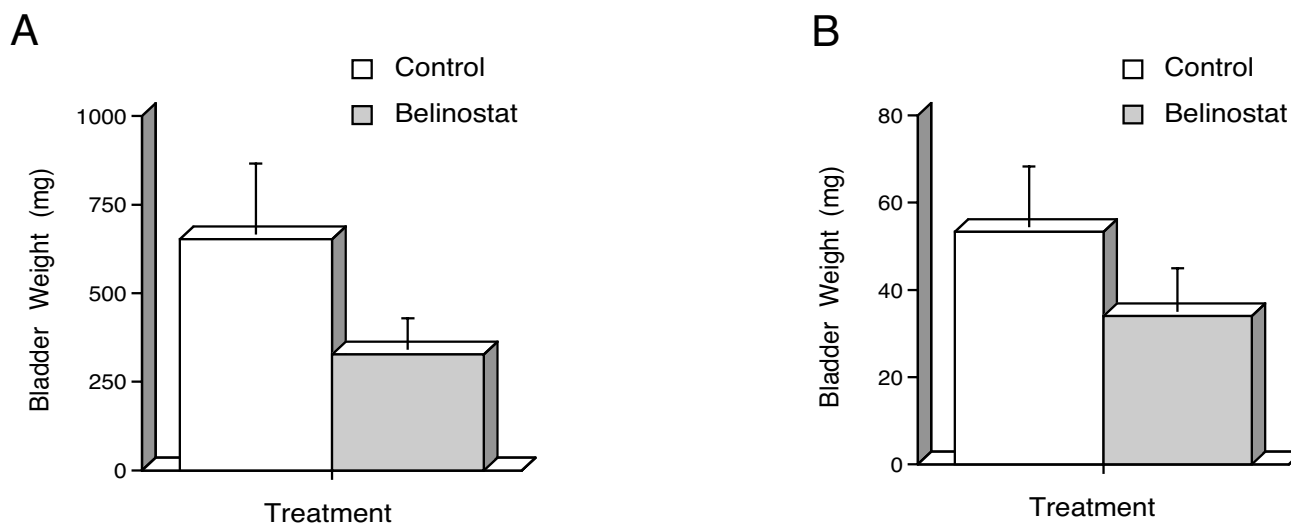 A
Control
Belinostat
1000
750
500
250
0
Bladder Weight (mg)
Treatment
B
Control
Belinostat
80
60
40
20
0
Bladder Weight (mg)
Treatment